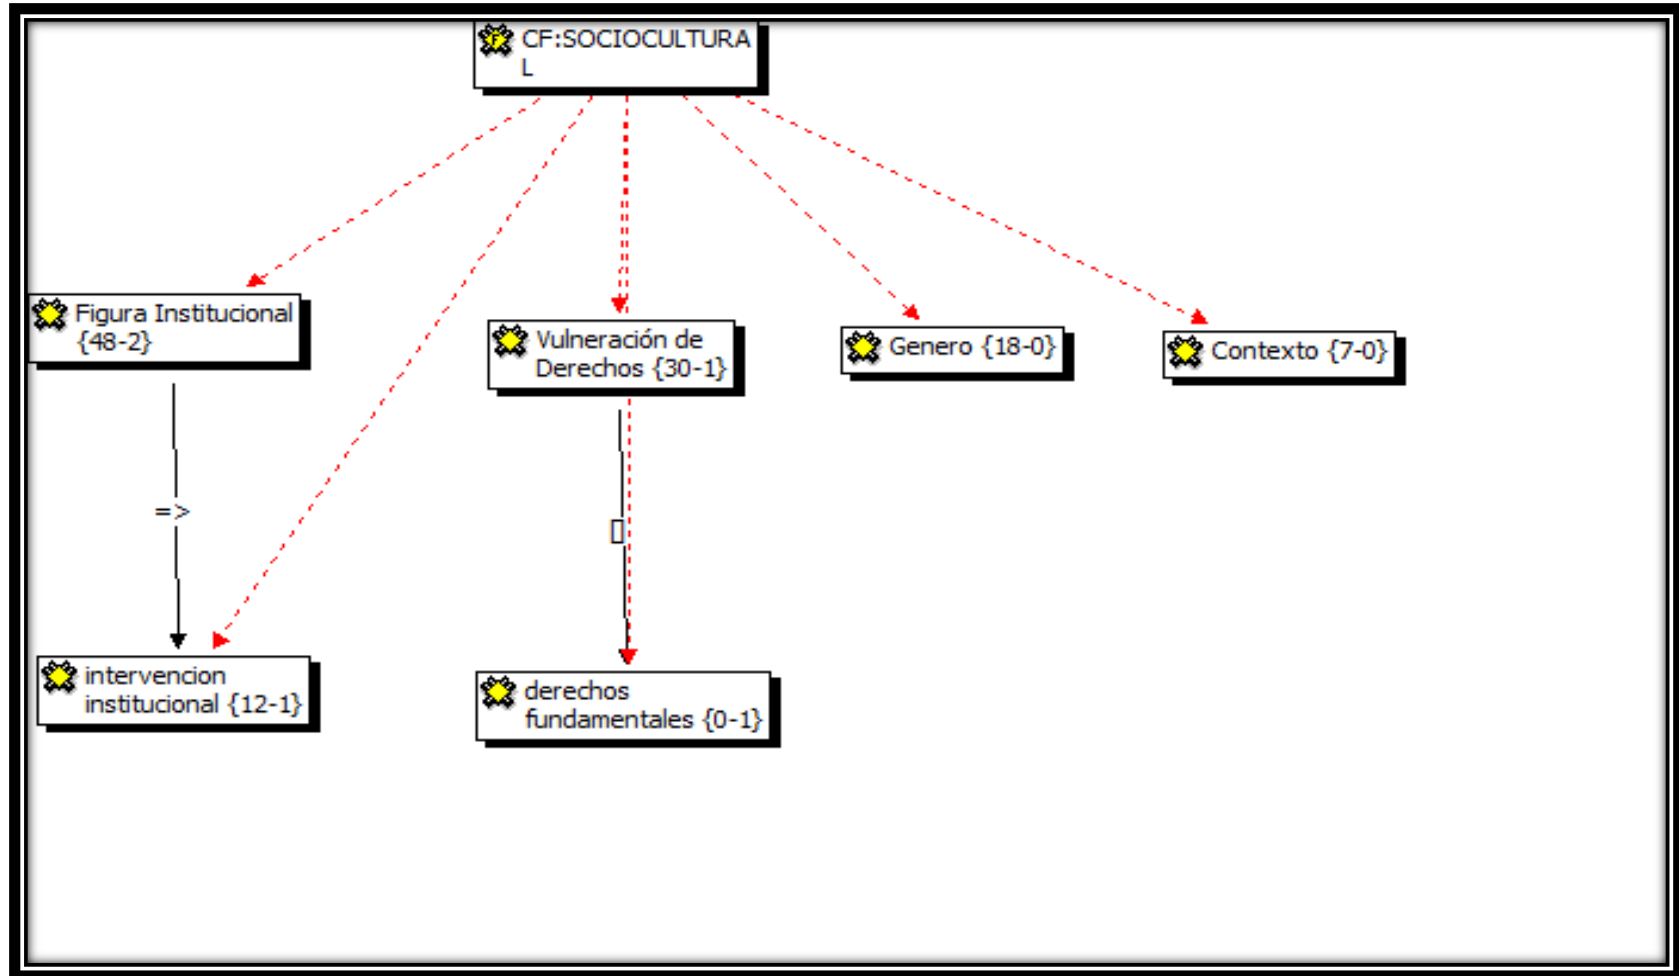 CF:SOCIOCULTURA
L
Figura Institucional
{48-2}
Vulneración de
Derechos {30-1}
Genero {18-0}
Contexto {7-0}
=>
[]
intervencion
institucional {12-1}
derechos
fundamentales {0-1}